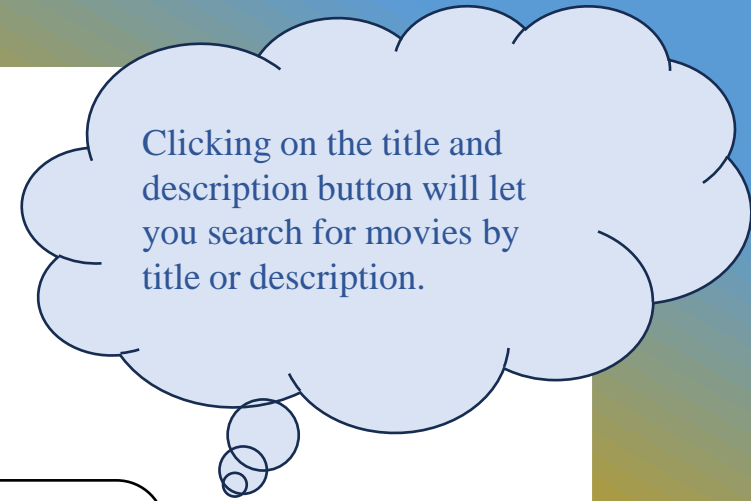 Clicking on the title and
description button will let
you search for movies by
title or description.